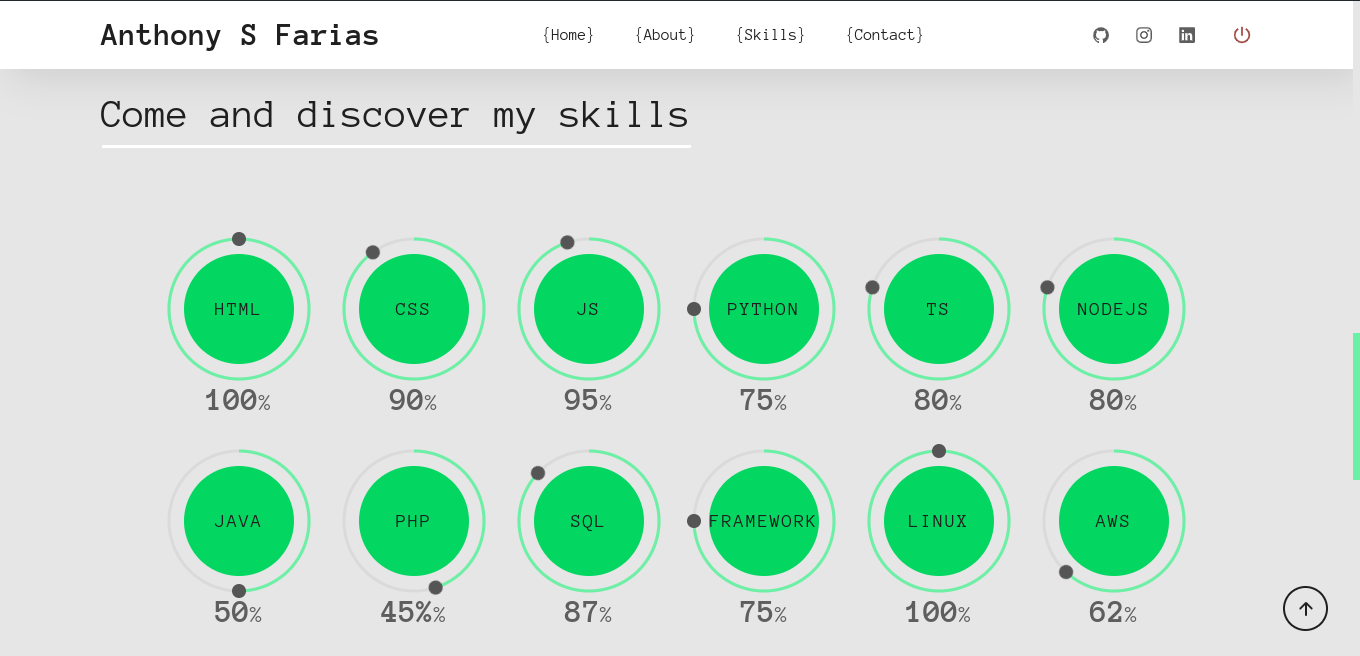 Anthony S Farias {Home} {About} {Skills} {Contact}
Come and discover my skills
HTML CSS JS PYTHON TS NODEJS
100% 90% 95% 75% 80% 80%
JAVA PHP SQL FRAMEWORK LINUX AWS
50% 45%% 87% 75% 100% 62%